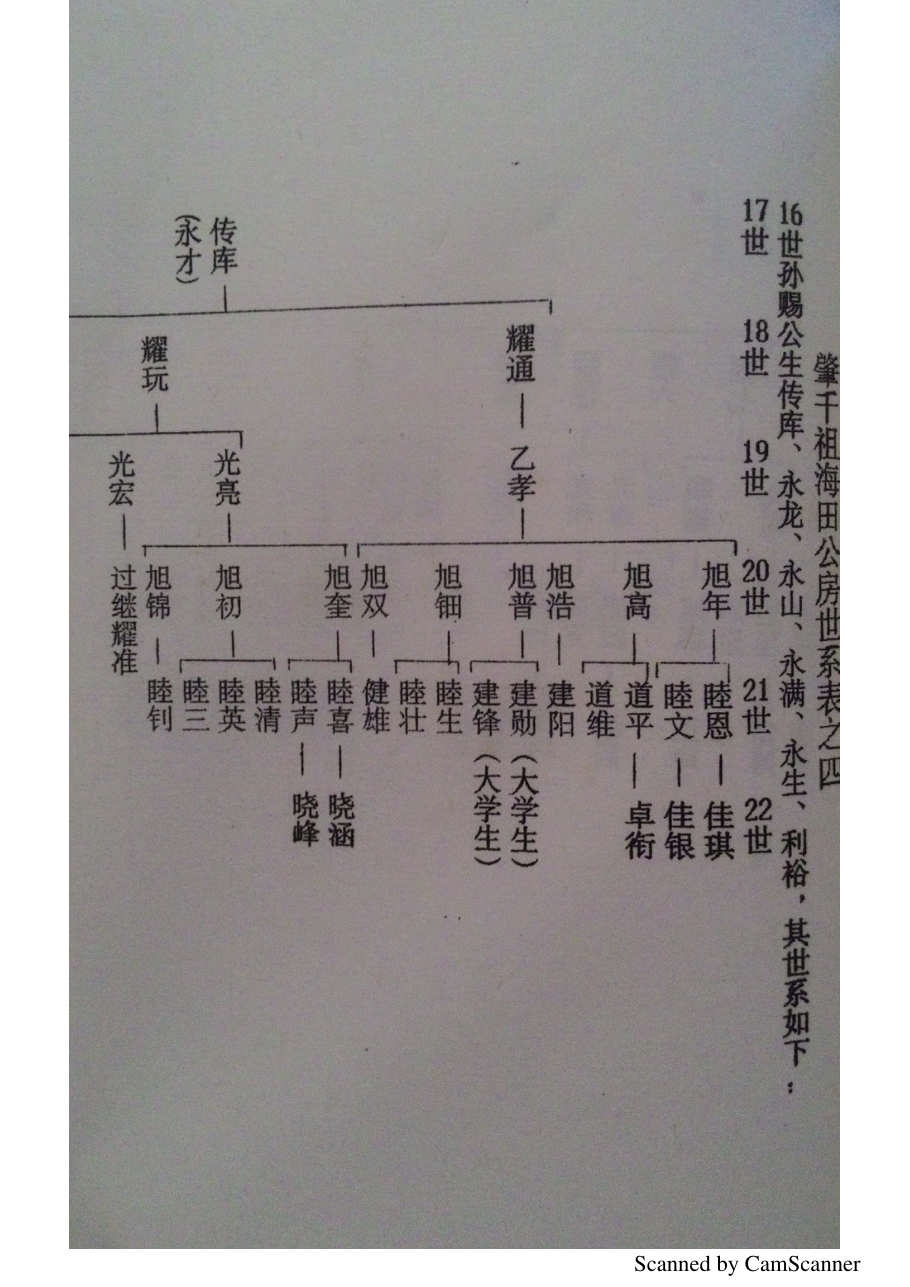 肇千祖海田公房世系表之四
16世孙赐公生传库、永龙、永山、永满、永生、利裕，其世系如下：
17世 18世 19世 20世 21世 22世
传库
(永才)
耀通
耀玩
乙孝
光亮
光宏
旭年
旭高
旭浩
旭普
旭钿
旭双
旭奎
旭初
旭锦
过继耀准
睦恩
睦文
道平
道维
建阳
建勋(大学生)
建锋(大学生)
睦生
睦壮
健雄
睦喜
睦声
睦清
睦英
睦三
睦钊
佳琪
佳银
卓衔
晓涵
晓峰
Scanned by CamScanner